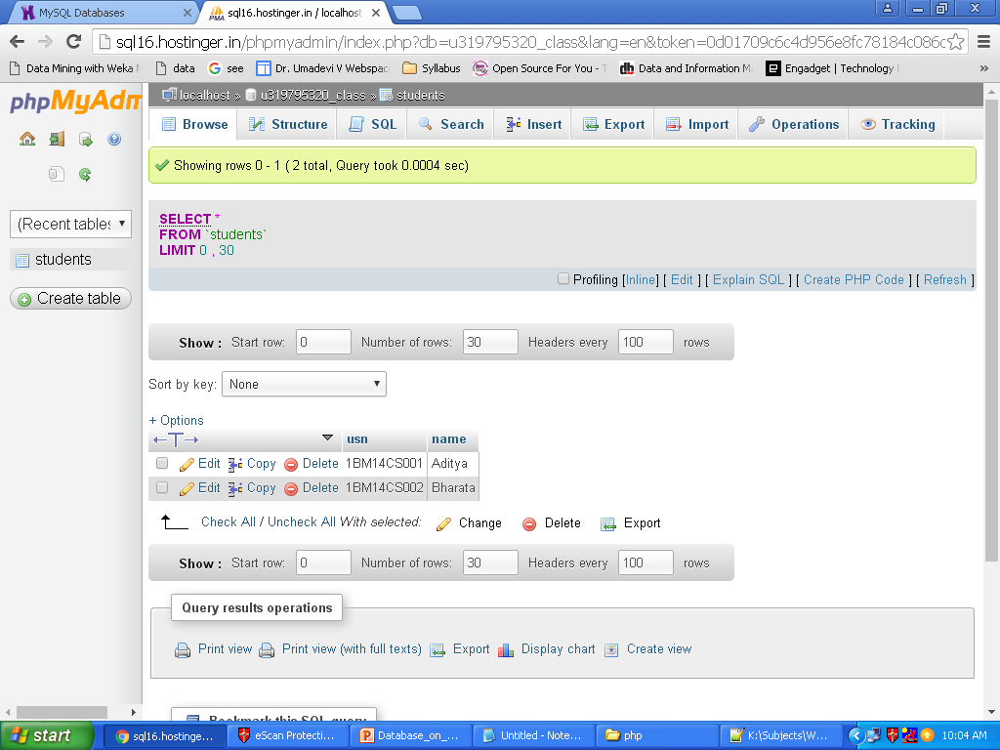 MySQL Databases
sql16.hostinger.in / localhost
sql16.hostinger.in/phpmyadmin/index.php?db=u319795320_class&lang=en&token=0d01709c6c4d956e8fc78184c086c
Data Mining with Weka data see Dr. Umadevi V Webspac Syllabus Open Source For You - Data and Information M Engadget | Technology »
phpMyAdm
localhost » u319795320_class » students
Browse Structure SQL Search Insert Export Import Operations Tracking
Showing rows 0 - 1 ( 2 total, Query took 0.0004 sec)
(Recent tables
students
Create table
SELECT *
FROM `students`
LIMIT 0 , 30
Profiling [Inline] [ Edit ] [ Explain SQL ] [ Create PHP Code ] [ Refresh ]
Show : Start row: 0 Number of rows: 30 Headers every 100 rows
Sort by key: None
+ Options
←T→ usn name
Edit Copy Delete 1BM14CS001 Aditya
Edit Copy Delete 1BM14CS002 Bharata
Check All / Uncheck All With selected: Change Delete Export
Show : Start row: 0 Number of rows: 30 Headers every 100 rows
Query results operations
Print view Print view (with full texts) Export Display chart Create view
Bookmark this SQL query
start sql16.hostinge... eScan Protecti... Database_on_... Untitled - Note... php K:\Subjects\W... 10:04 AM